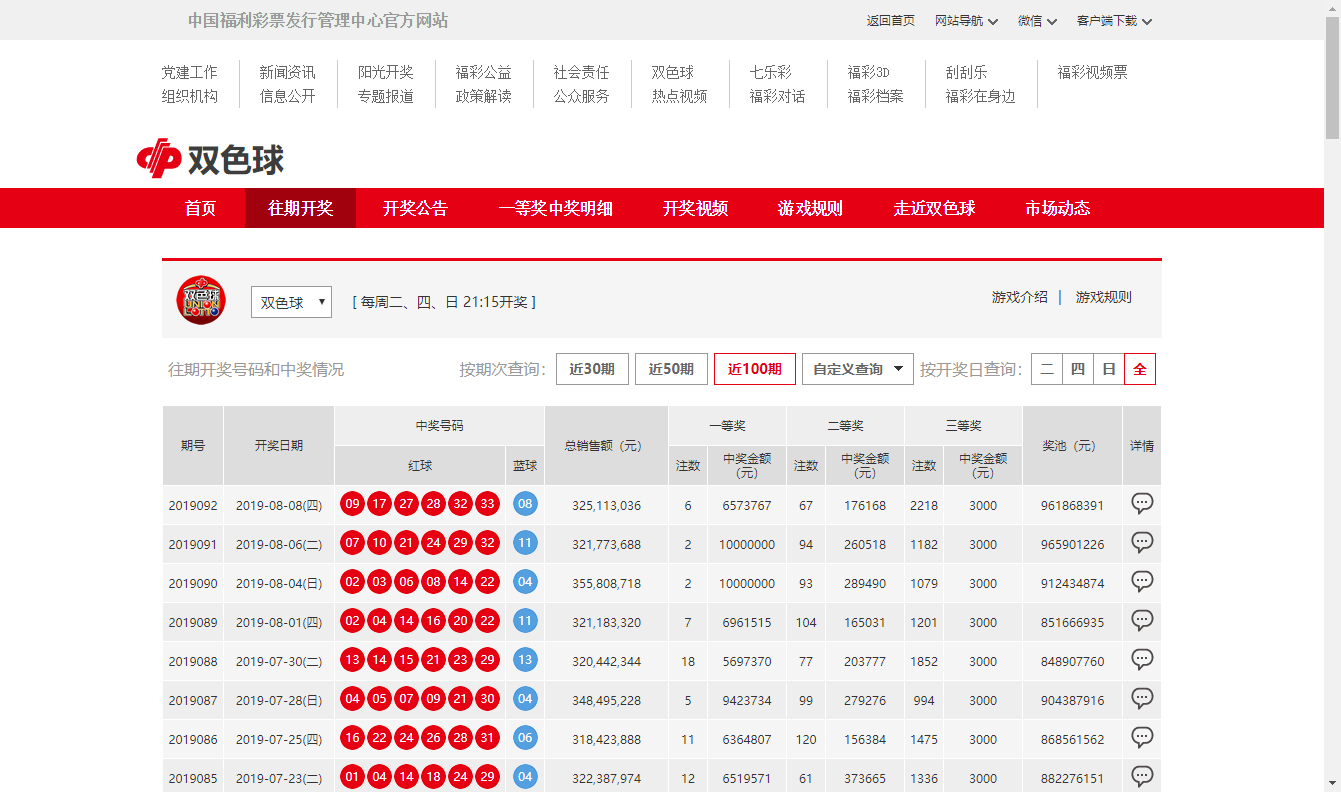 中国福利彩票发行管理中心官方网站 返回首页 网站导航 微信 客户端下载
党建工作 新闻资讯 阳光开奖 福彩公益 社会责任 双色球 七乐彩 福彩3D 刮刮乐 福彩视频票
组织机构 信息公开 专题报道 政策解读 公众服务 热点视频 福彩对话 福彩档案 福彩在身边
双色球
首页 往期开奖 开奖公告 一等奖中奖明细 开奖视频 游戏规则 走近双色球 市场动态
双色球 UNION LOTTO 双色球 [ 每周二、四、日 21:15开奖 ] 游戏介绍 | 游戏规则
往期开奖号码和中奖情况 按期次查询: 近30期 近50期 近100期 自定义查询 按开奖日查询: 二 四 日 全
期号 开奖日期 中奖号码 总销售额（元） 一等奖 二等奖 三等奖 奖池（元） 详情
红球 蓝球 注数 中奖金额（元） 注数 中奖金额（元） 注数 中奖金额（元）
2019092 2019-08-08(四) 09 17 27 28 32 33 08 325,113,036 6 6573767 67 176168 2218 3000 961868391
2019091 2019-08-06(二) 07 10 21 24 29 32 11 321,773,688 2 10000000 94 260518 1182 3000 965901226
2019090 2019-08-04(日) 02 03 06 08 14 22 04 355,808,718 2 10000000 93 289490 1079 3000 912434874
2019089 2019-08-01(四) 02 04 14 16 20 22 11 321,183,320 7 6961515 104 165031 1201 3000 851666935
2019088 2019-07-30(二) 13 14 15 21 23 29 13 320,442,344 18 5697370 77 203777 1852 3000 848907760
2019087 2019-07-28(日) 04 05 07 09 21 30 04 348,495,228 5 9423734 99 279276 994 3000 904387916
2019086 2019-07-25(四) 16 22 24 26 28 31 06 318,423,888 11 6364807 120 156384 1475 3000 868561562
2019085 2019-07-23(二) 01 04 14 18 24 29 04 322,387,974 12 6519571 61 373665 1336 3000 882276151